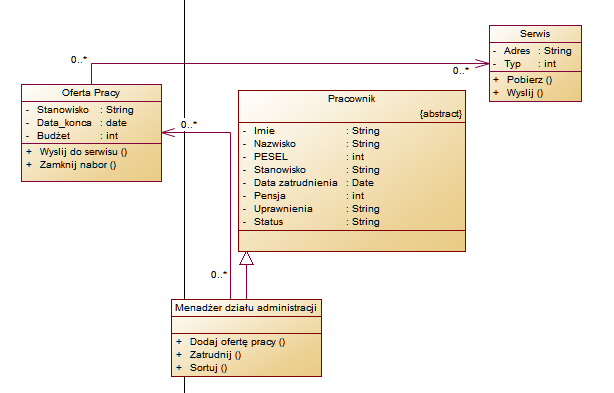 Serwis
- Adres : String
- Typ : int
+ Pobierz ()
+ Wyslij ()
0..*
0..*
Oferta Pracy
- Stanowisko : String
- Data_konca : date
- Budżet : int
+ Wyslij do serwisu ()
+ Zamknij nabor ()
0..*
Pracownik
{abstract}
- Imie : String
- Nazwisko : String
- PESEL : int
- Stanowisko : String
- Data zatrudnienia : Date
- Pensja : int
- Uprawnienia : String
- Status : String
0..*
Menadżer działu administracji
+ Dodaj ofertę pracy ()
+ Zatrudnij ()
+ Sortuj ()